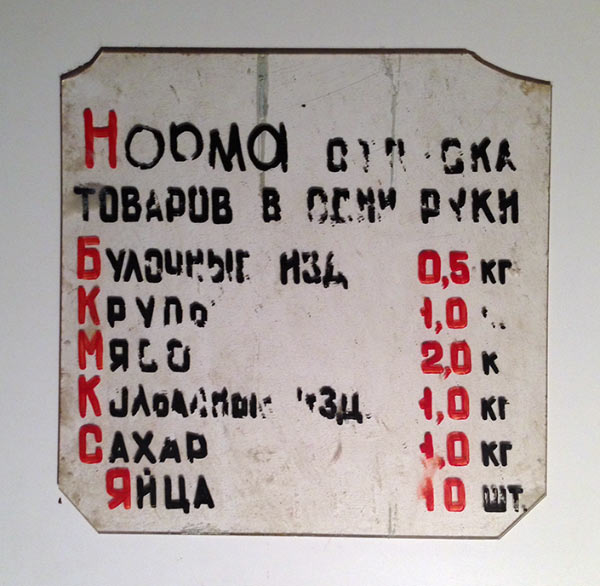 Норма отпуска
товаров в одни руки
Булочные изд 0,5 кг
Крупа 1,0
Мясо 2,0 к
Колбасные изд. 1,0 кг
Сахар 1,0 кг
Яйца 10 шт.